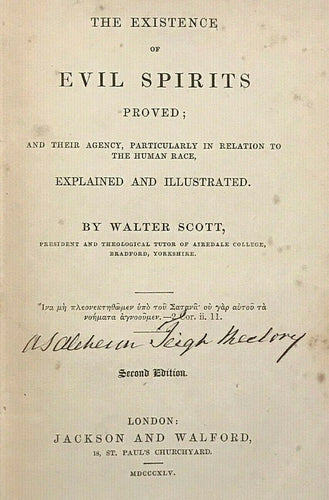 THE EXISTENCE
OF
EVIL SPIRITS
PROVED;
AND THEIR AGENCY, PARTICULARLY IN RELATION TO
THE HUMAN RACE,
EXPLAINED AND ILLUSTRATED.
BY WALTER SCOTT,
PRESIDENT AND THEOLOGICAL TUTOR OF AIREDALE COLLEGE,
BRADFORD, YORKSHIRE.
Ἵνα μὴ πλεονεκτηθῶμεν ὑπὸ τοῦ Σατανᾶ· οὐ γὰρ αὐτοῦ τὰ
νοήματα ἀγνοοῦμεν.—2 Cor. ii. 11.
Leigh Rectory
Second Edition.
LONDON:
JACKSON AND WALFORD,
18, ST. PAUL'S CHURCHYARD.
MDCCCXLV.